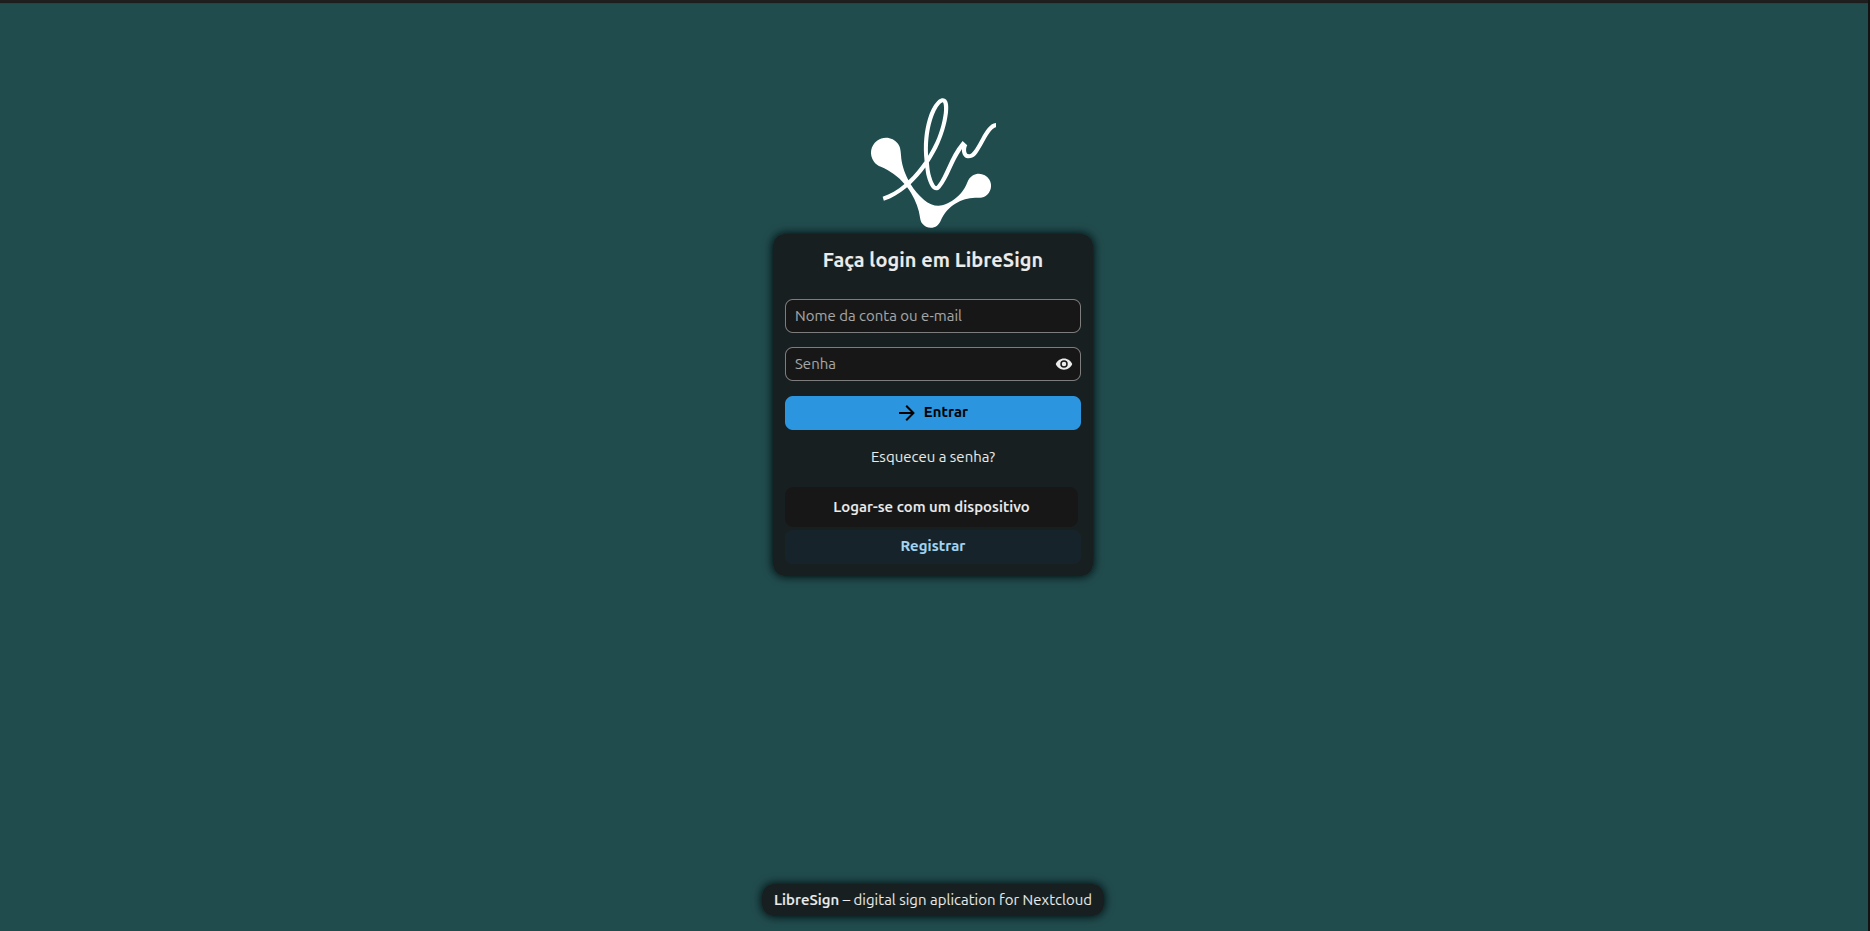 Faça login em LibreSign
Nome da conta ou e-mail
Senha
Entrar
Esqueceu a senha?
Logar-se com um dispositivo
Registrar
LibreSign – digital sign aplication for Nextcloud